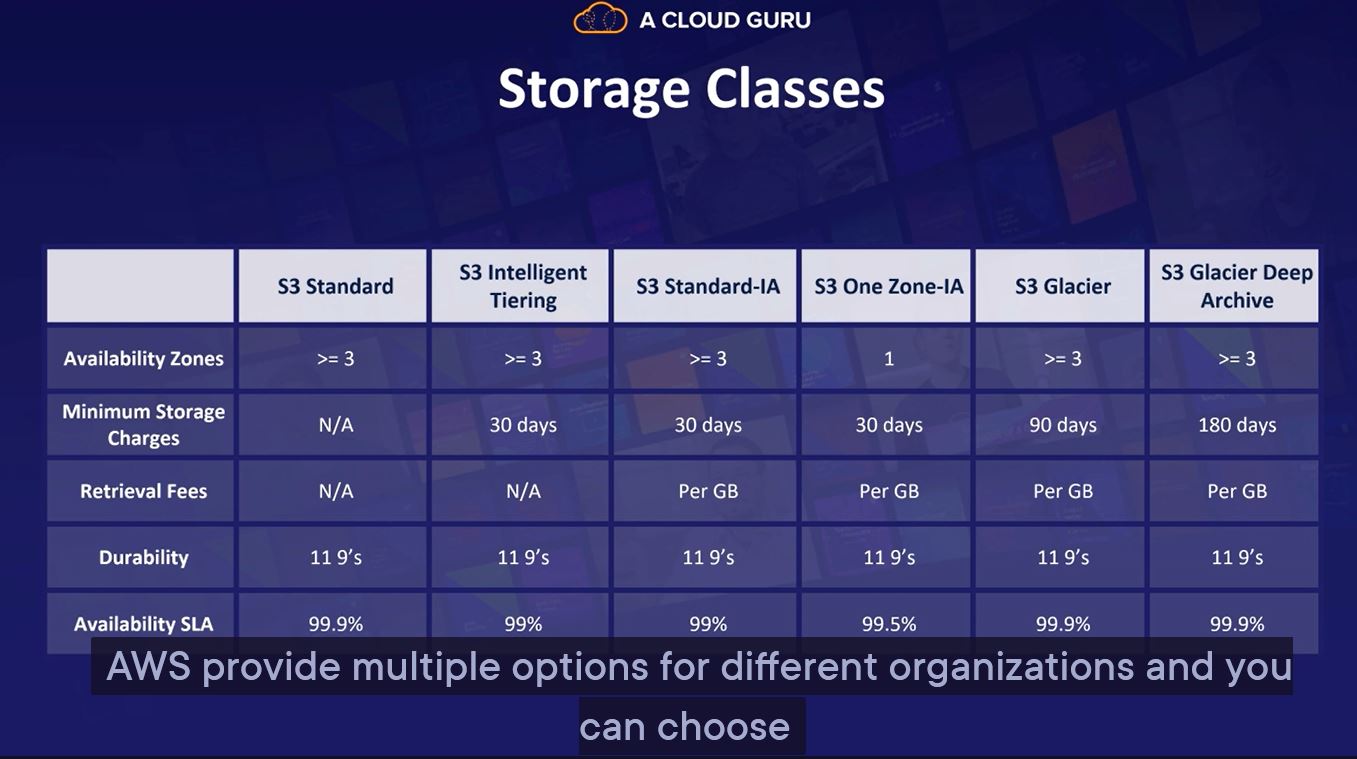 A CLOUD GURU
Storage Classes
S3 Standard
S3 Intelligent
Tiering
S3 Standard-IA
S3 One Zone-IA
S3 Glacier
S3 Glacier Deep
Archive
Availability Zones >= 3 >= 3 >= 3 1 >= 3 >= 3
Minimum Storage
Charges
N/A 30 days 30 days 30 days 90 days 180 days
Retrieval Fees N/A N/A Per GB Per GB Per GB Per GB
Durability 11 9’s 11 9’s 11 9’s 11 9’s 11 9’s 11 9’s
Availability SLA 99.9% 99% 99% 99.5% 99.9% 99.9%
AWS provide multiple options for different organizations and you
can choose